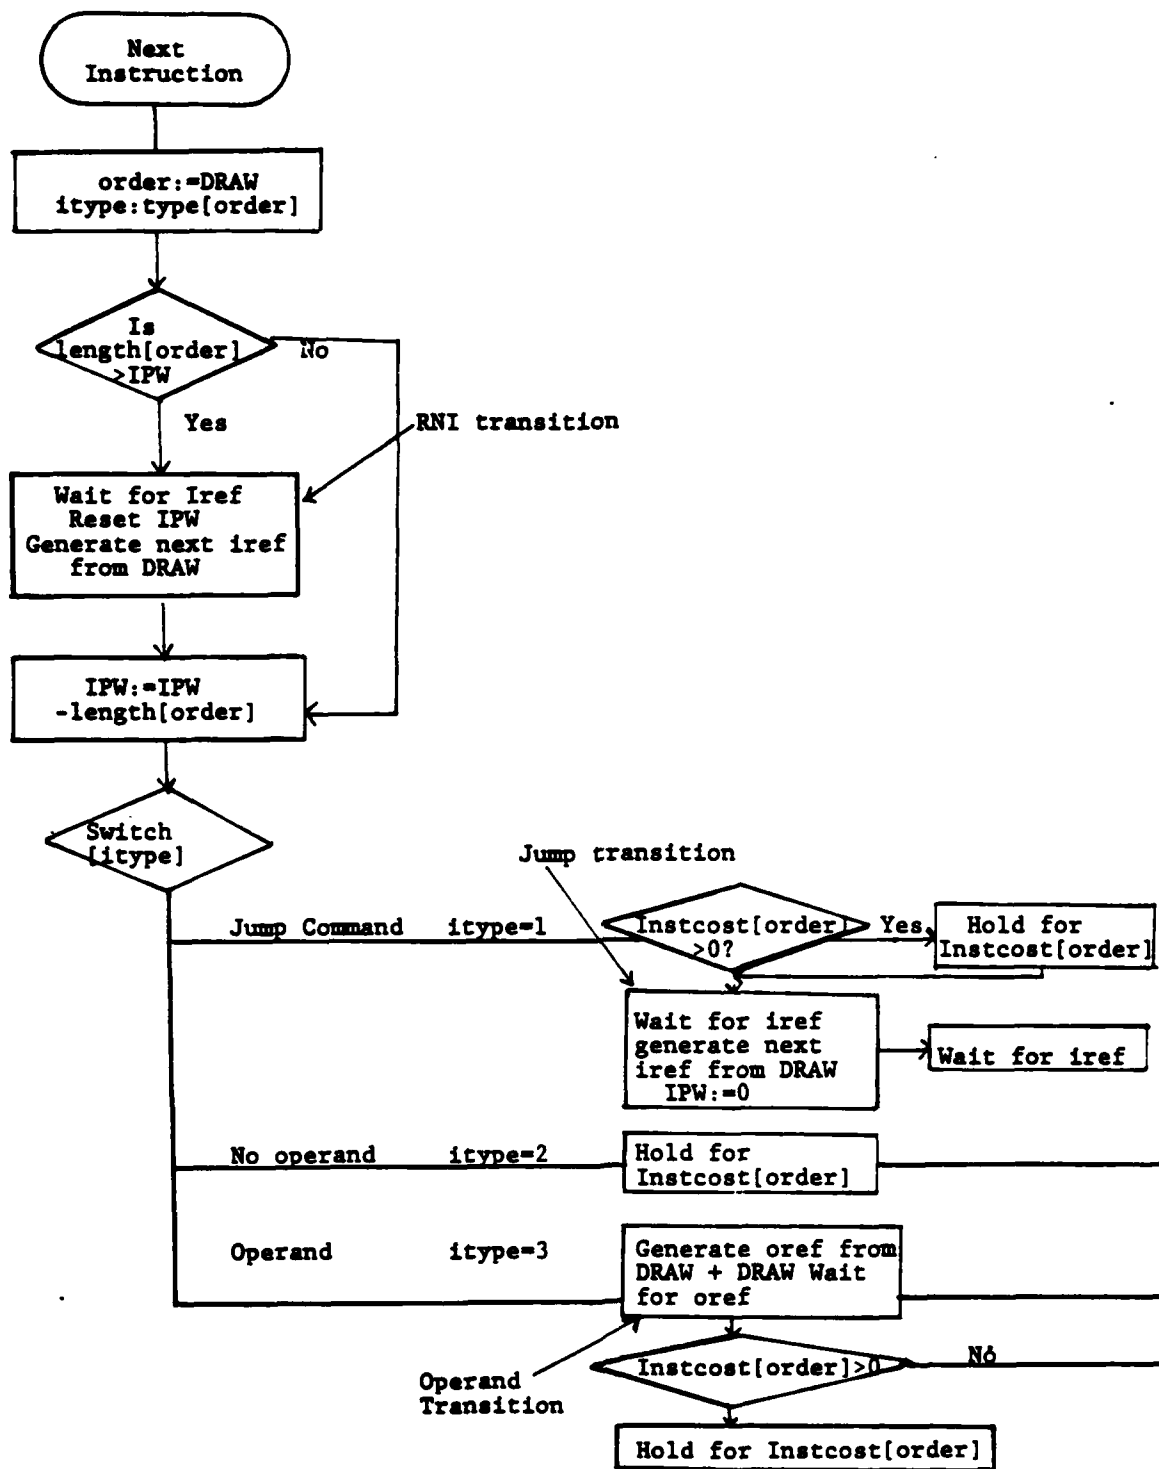 Next
Instruction
order:=DRAW
itype:type[order]
Is
length[order]
>IPW
No
Yes
RNI transition
Wait for Iref
Reset IPW
Generate next iref
from DRAW
IPW:=IPW
-length[order]
Switch
[itype]
Jump transition
Jump Command itype=1
Instcost[order]
>0?
Yes
Hold for
Instcost[order]
Wait for iref
generate next
iref from DRAW
IPW:=0
Wait for iref
No operand itype=2
Hold for
Instcost[order]
Operand itype=3
Generate oref from
DRAW + DRAW Wait
for oref
Instcost[order]>0
No
Operand
Transition
Hold for Instcost[order]